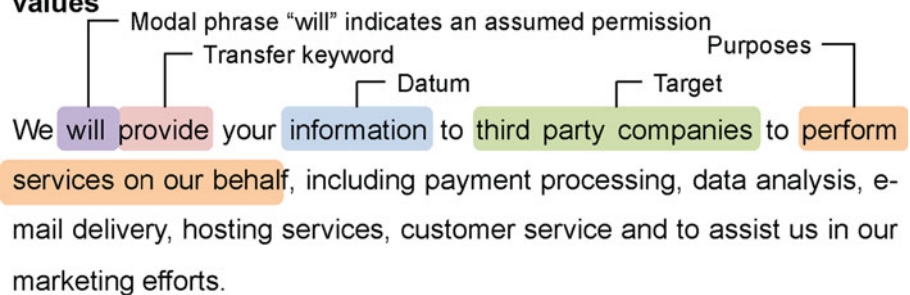 values
Modal phrase “will” indicates an assumed permission
Purposes
Transfer keyword
Datum
Target
We will provide your information to third party companies to perform
services on our behalf, including payment processing, data analysis, e-
mail delivery, hosting services, customer service and to assist us in our
marketing efforts.